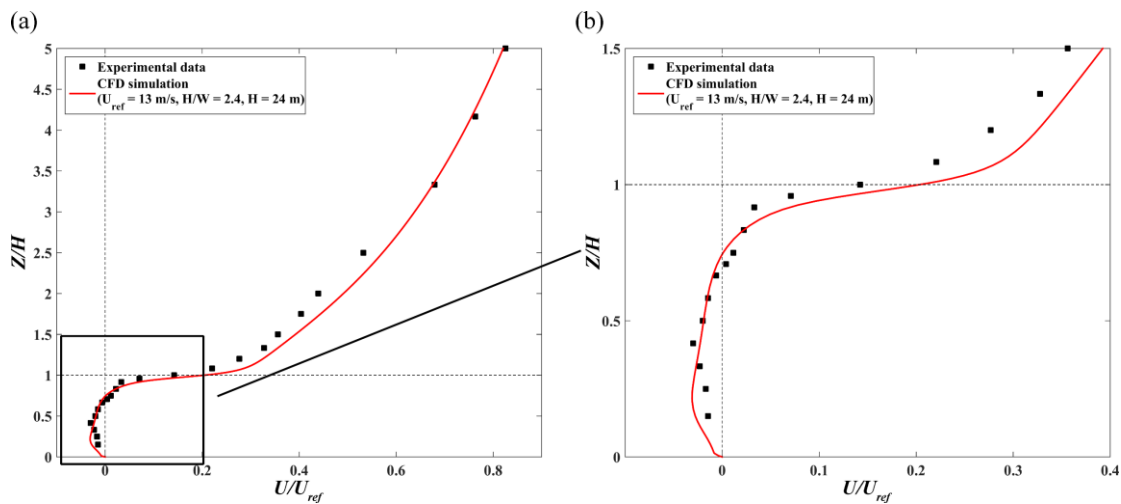 (a)
5
4.5
4
3.5
3
2.5
2
1.5
1
0.5
0
Z/H
0
0.2
0.4
0.6
0.8
U/U_ref
Experimental data
CFD simulation
(U_ref = 13 m/s, H/W = 2.4, H = 24 m)
(b)
1.5
1
0.5
0
Z/H
0
0.1
0.2
0.3
0.4
U/U_ref
Experimental data
CFD simulation
(U_ref = 13 m/s, H/W = 2.4, H = 24 m)